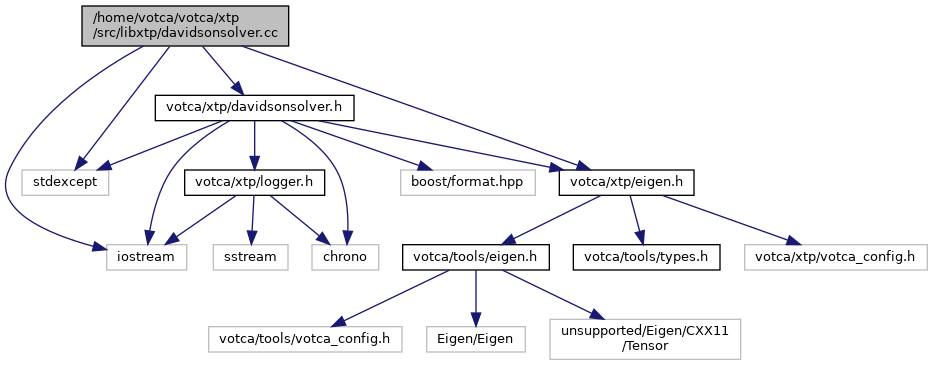 /home/votca/votca/xtp
/src/libxtp/davidsonsolver.cc
votca/xtp/davidsonsolver.h
stdexcept
votca/xtp/logger.h
boost/format.hpp
votca/xtp/eigen.h
iostream
sstream
chrono
votca/tools/eigen.h
votca/tools/types.h
votca/xtp/votca_config.h
votca/tools/votca_config.h
Eigen/Eigen
unsupported/Eigen/CXX11
/Tensor